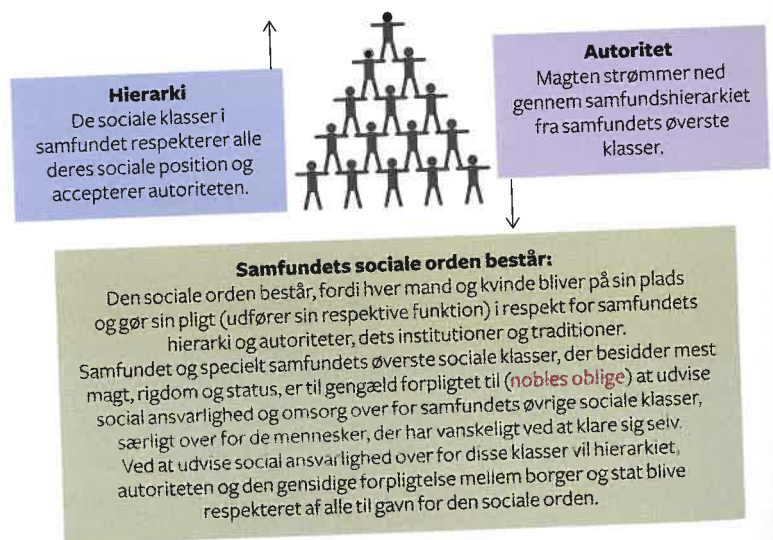 Hierarki
De sociale klasser i
samfundet respekterer alle
deres sociale position og
accepterer autoriteten.
Autoritet
Magten strømmer ned
gennem samfundshierarkiet
fra samfundets øverste
klasser.
Samfundets sociale orden består:
Den sociale orden består, fordi hver mand og kvinde bliver på sin plads
og gør sin pligt (udfører sin respektive funktion) i respekt for samfundets
hierarki og autoriteter, dets institutioner og traditioner.
Samfundet og specielt samfundets øverste sociale klasser, der besidder mest
magt, rigdom og status, er til gengæld forpligtet til (nobles oblige) at udvise
social ansvarlighed og omsorg over for samfundets øvrige sociale klasser,
særligt over for de mennesker, der har vanskeligt ved at klare sig selv.
Ved at udvise social ansvarlighed over for disse klasser vil hierarkiet,
autoriteten og den gensidige forpligtelse mellem borger og stat blive
respekteret af alle til gavn for den sociale orden.